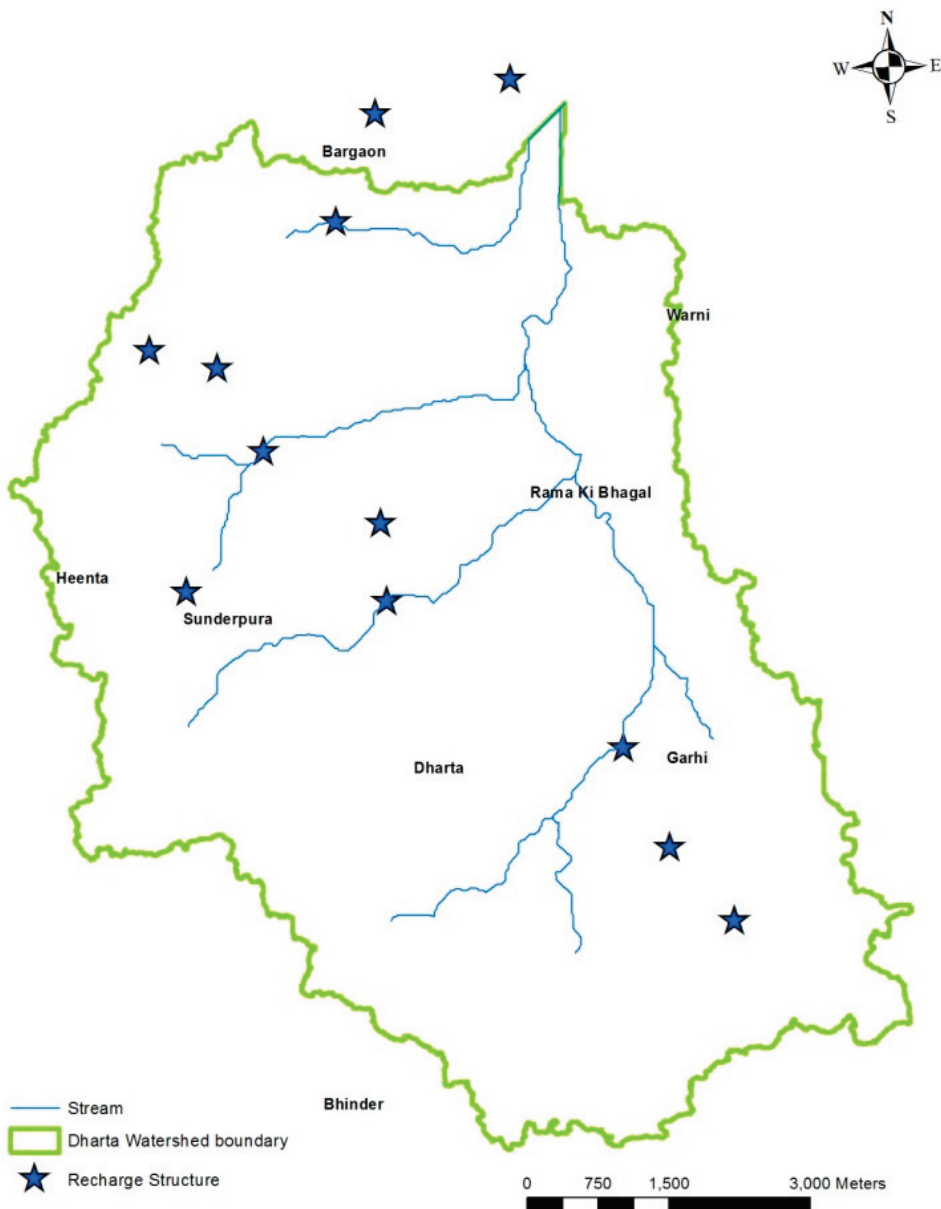 N
W E
S
Bargaon
Warni
Rama Ki Bhagal
Heenta
Sunderpura
Garhi
Dharta
Bhinder
Stream
Dharta Watershed boundary
Recharge Structure
0 750 1,500 3,000 Meters